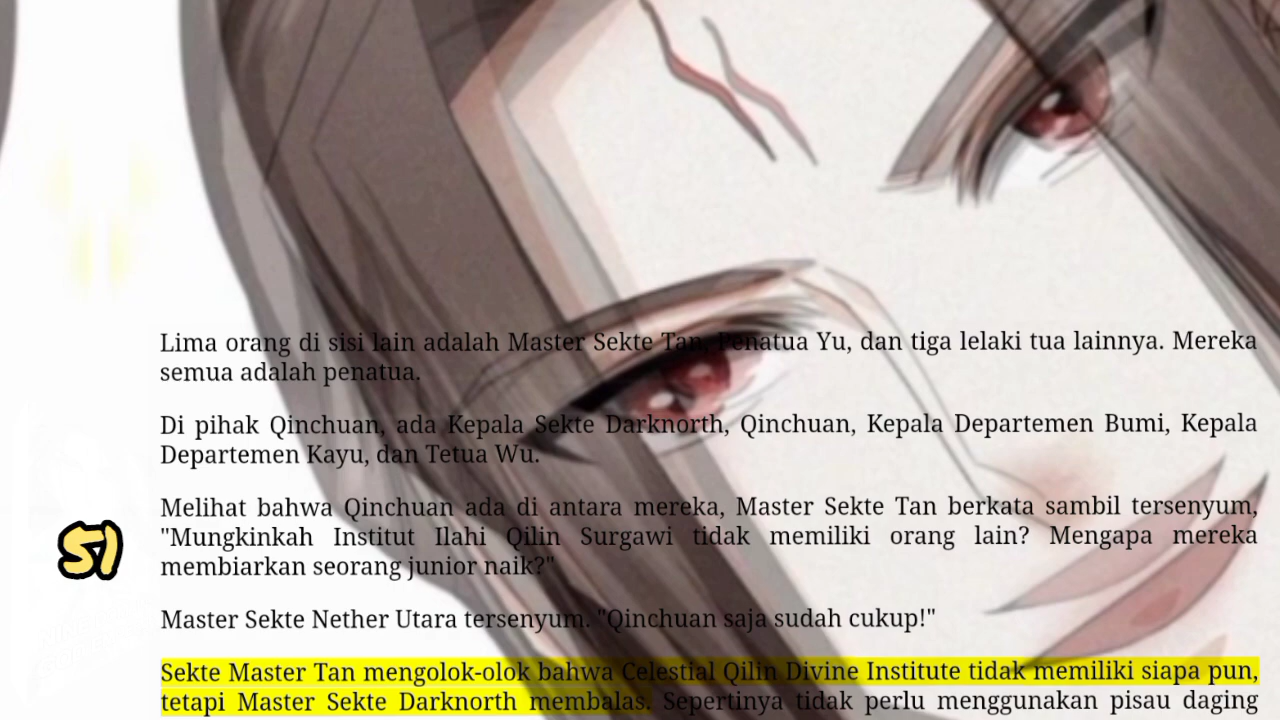 Lima orang di sisi lain adalah Master Sekte Tan, Penatua Yu, dan tiga lelaki tua lainnya. Mereka
semua adalah penatua.
Di pihak Qinchuan, ada Kepala Sekte Darknorth, Qinchuan, Kepala Departemen Bumi, Kepala
Departemen Kayu, dan Tetua Wu.
Melihat bahwa Qinchuan ada di antara mereka, Master Sekte Tan berkata sambil tersenyum,
"Mungkinkah Institut Ilahi Qilin Surgawi tidak memiliki orang lain? Mengapa mereka
membiarkan seorang junior naik?"
SI
Master Sekte Nether Utara tersenyum. "Qinchuan saja sudah cukup!"
Sekte Master Tan mengolok-olok bahwa Celestial Qilin Divine Institute tidak memiliki siapa pun,
tetapi Master Sekte Darknorth membalas. Sepertinya tidak perlu menggunakan pisau daging